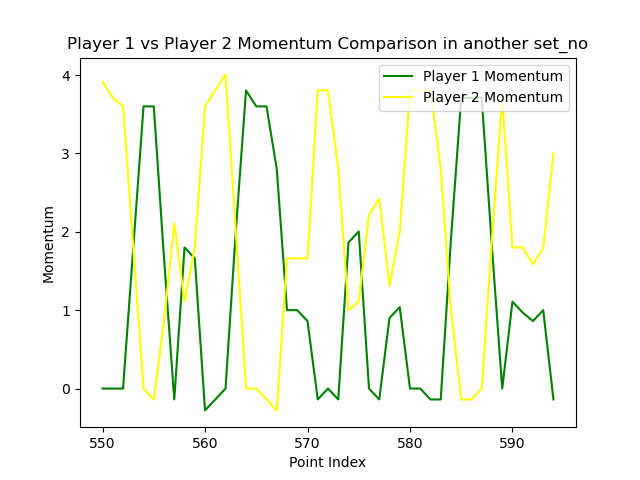 Player 1 vs Player 2 Momentum Comparison in another set_no
Player 1 Momentum
Player 2 Momentum
4
3
2
1
0
Momentum
550
560
570
580
590
Point Index